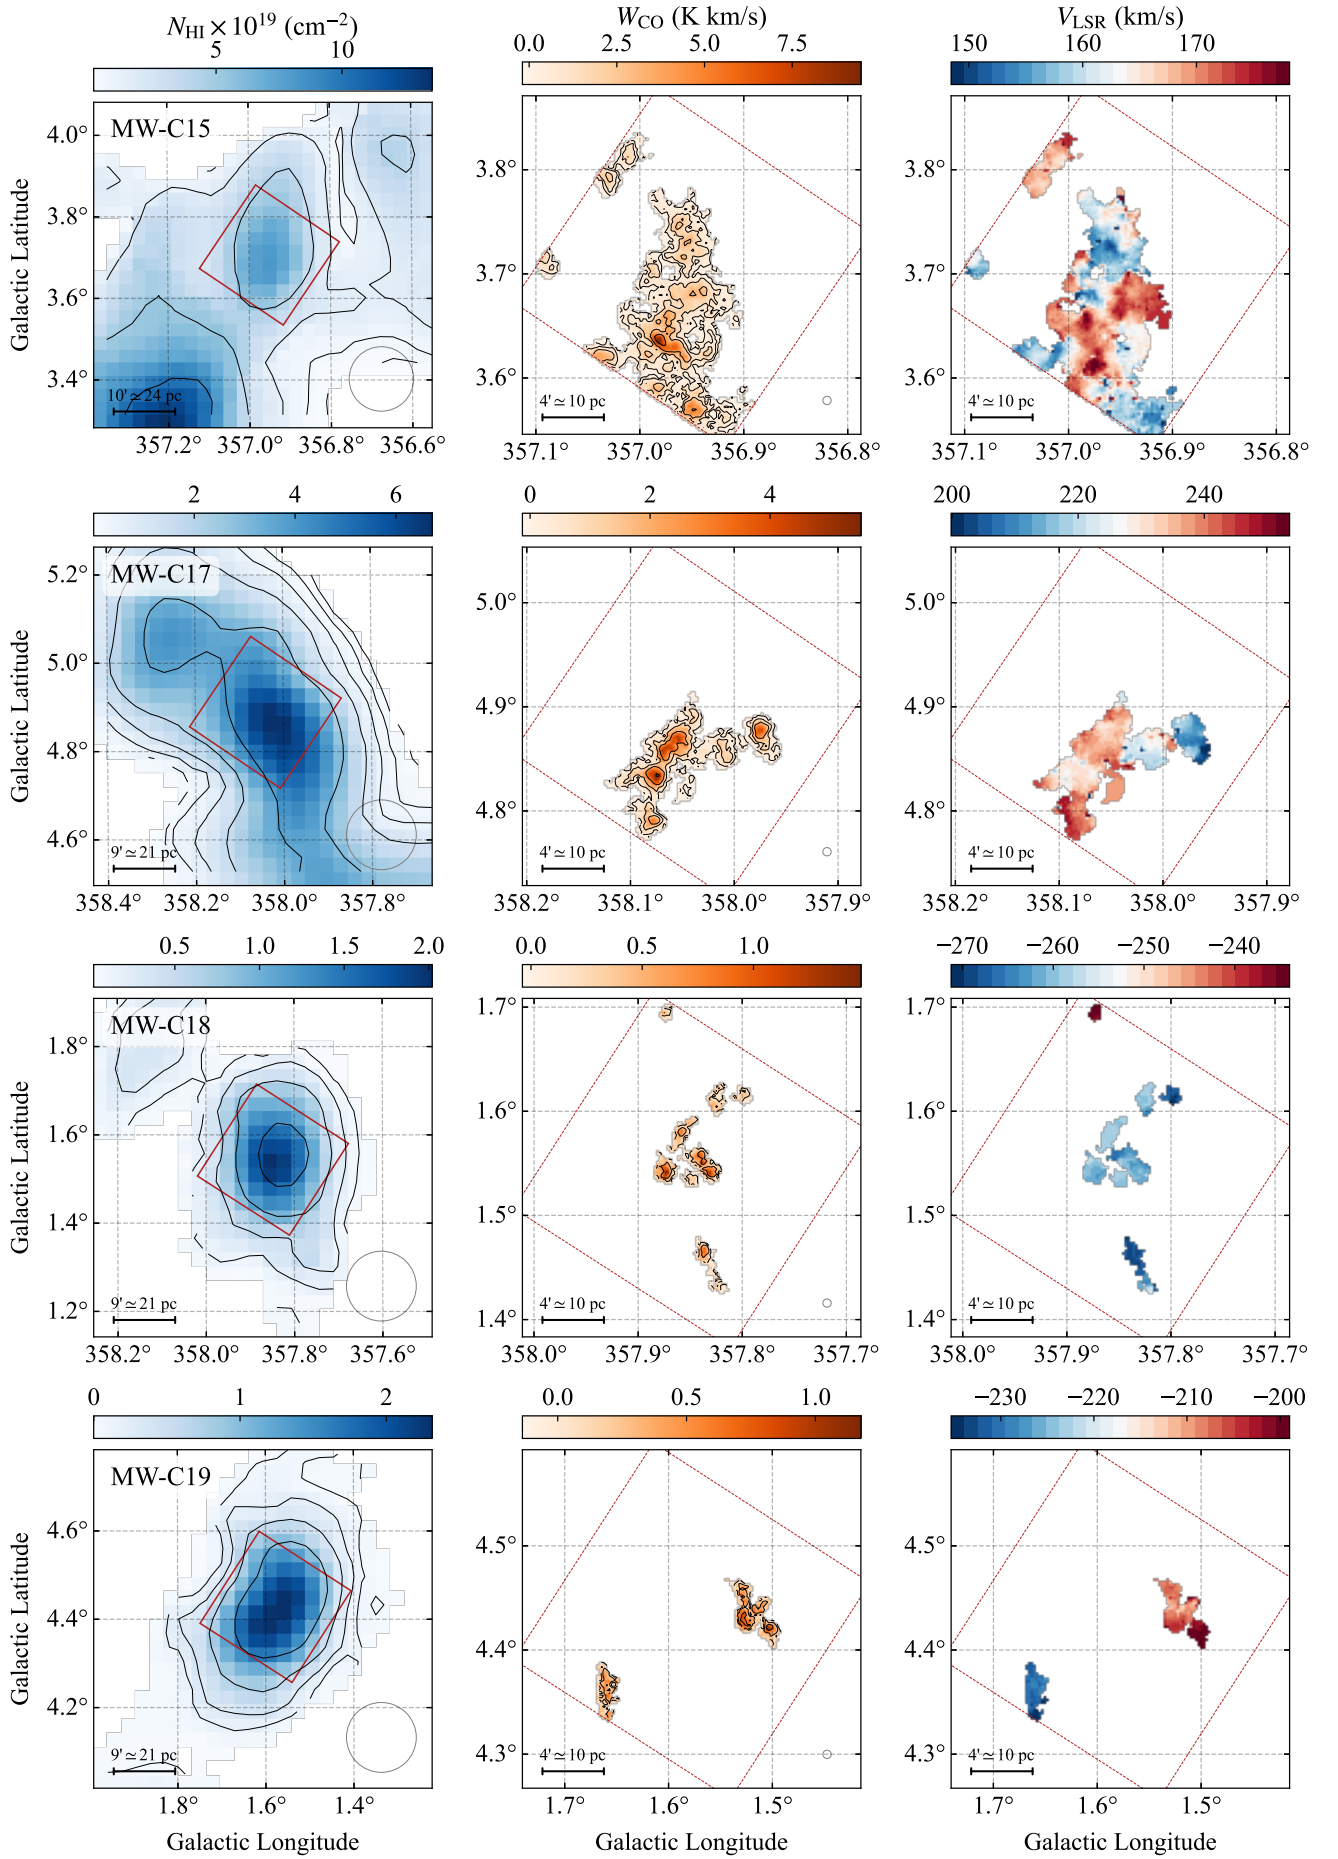 N_HI × 10^19 (cm^−2) W_CO (K km/s) V_LSR (km/s)
5 10 0.0 2.5 5.0 7.5 150 160 170
MW-C15
Galactic Latitude
4.0° 3.8° 3.6° 3.4°
10' ≃ 24 pc
357.2° 357.0° 356.8° 356.6°
3.8° 3.7° 3.6°
4' ≃ 10 pc
357.1° 357.0° 356.9° 356.8°
3.8° 3.7° 3.6°
4' ≃ 10 pc
357.1° 357.0° 356.9° 356.8°
2 4 6 0 2 4 200 220 240
MW-C17
Galactic Latitude
5.2° 5.0° 4.8° 4.6°
9' ≃ 21 pc
358.4° 358.2° 358.0° 357.8°
5.0° 4.9° 4.8°
4' ≃ 10 pc
358.2° 358.1° 358.0° 357.9°
5.0° 4.9° 4.8°
4' ≃ 10 pc
358.2° 358.1° 358.0° 357.9°
0.5 1.0 1.5 2.0 0.0 0.5 1.0 −270 −260 −250 −240
MW-C18
Galactic Latitude
1.8° 1.6° 1.4° 1.2°
9' ≃ 21 pc
358.2° 358.0° 357.8° 357.6°
1.7° 1.6° 1.5° 1.4°
4' ≃ 10 pc
358.0° 357.9° 357.8° 357.7°
1.7° 1.6° 1.5° 1.4°
4' ≃ 10 pc
358.0° 357.9° 357.8° 357.7°
0 1 2 0.0 0.5 1.0 −230 −220 −210 −200
MW-C19
Galactic Latitude
4.6° 4.4° 4.2°
9' ≃ 21 pc
1.8° 1.6° 1.4°
Galactic Longitude
4.5° 4.4° 4.3°
4' ≃ 10 pc
1.7° 1.6° 1.5°
Galactic Longitude
4.5° 4.4° 4.3°
4' ≃ 10 pc
1.7° 1.6° 1.5°
Galactic Longitude